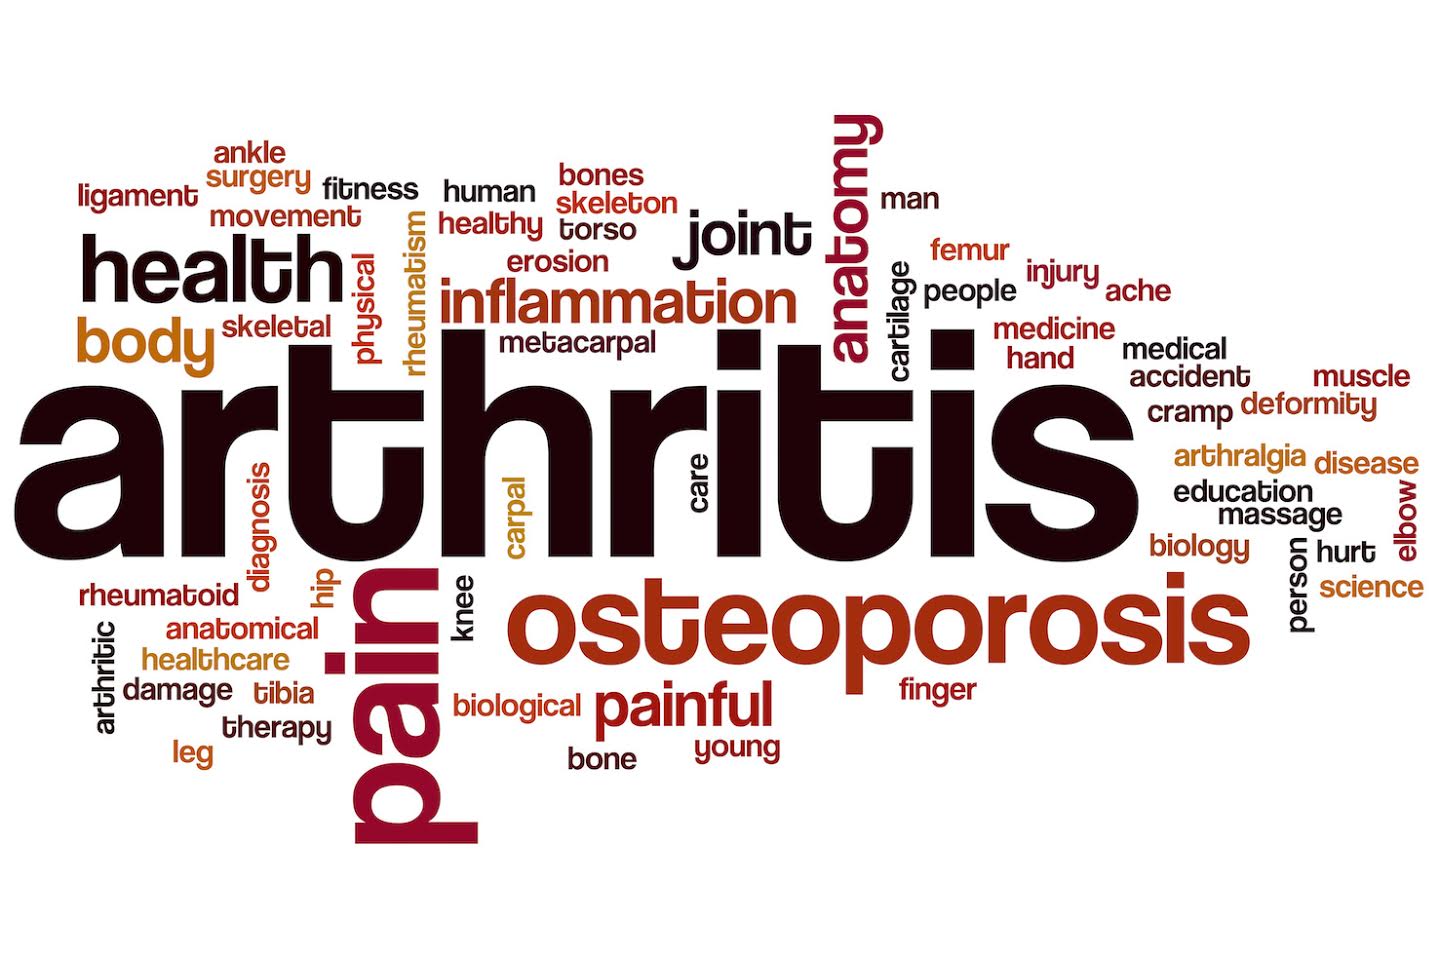 ankle
surgery
ligament
fitness
movement
health
physical
rheumatism
body
skeletal
human
bones
skeleton
healthy
torso
joint
erosion
inflammation
metacarpal
anatomy
man
cartilage
femur
people
injury
ache
medicine
hand
medical
accident
muscle
cramp
deformity
arthritis
arthralgia
disease
education
massage
elbow
biology
person
hurt
science
diagnosis
carpal
care
rheumatoid
hip
pain
knee
osteoporosis
anatomical
arthritic
healthcare
damage
tibia
therapy
leg
biological
painful
finger
bone
young